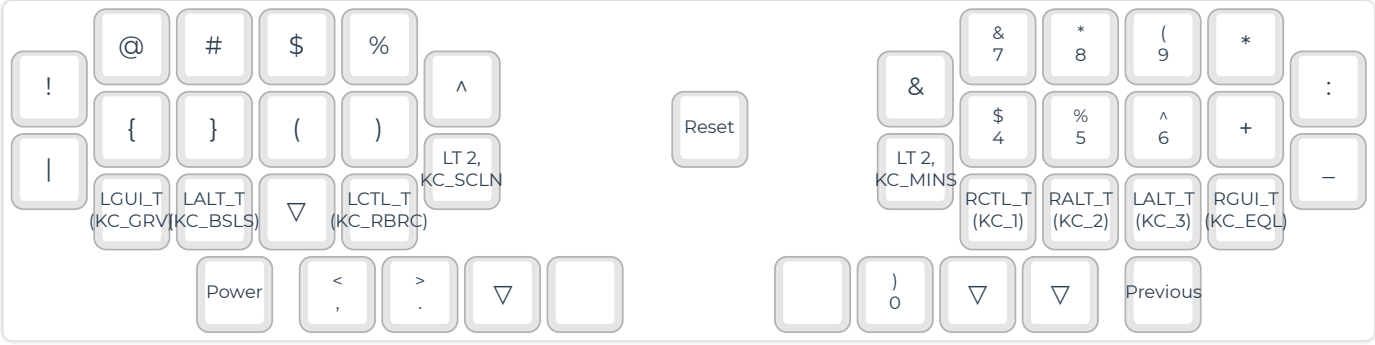 @ # $ %
& 7
* 8
( 9
*
! ^ & :
{ } ( )
Reset
$ 4
% 5
^ 6
+
| LT 2, KC_SCLN
LT 2, KC_MINS
_
LGUI_T (KC_GRV)
LALT_T (KC_BSLS)
▽
LCTL_T (KC_RBRC)
RCTL_T (KC_1)
RALT_T (KC_2)
LALT_T (KC_3)
RGUI_T (KC_EQL)
Power
< ,
> .
▽
) 0
▽ ▽
Previous